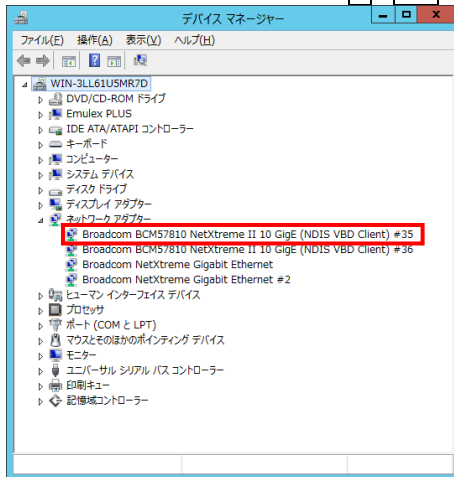 デバイス マネージャー
ファイル(F) 操作(A) 表示(V) ヘルプ(H)
WIN-3LL61U5MR7D
DVD/CD-ROM ドライブ
Emulex PLUS
IDE ATA/ATAPI コントローラー
キーボード
コンピューター
システム デバイス
ディスク ドライブ
ディスプレイ アダプター
ネットワーク アダプター
Broadcom BCM57810 NetXtreme II 10 GigE (NDIS VBD Client) #35
Broadcom BCM57810 NetXtreme II 10 GigE (NDIS VBD Client) #36
Broadcom NetXtreme Gigabit Ethernet
Broadcom NetXtreme Gigabit Ethernet #2
ヒューマン インターフェイス デバイス
プロセッサ
ポート (COM と LPT)
マウスとそのほかのポインティング デバイス
モニター
ユニバーサル シリアル バス コントローラー
印刷キュー
記憶域コントローラー